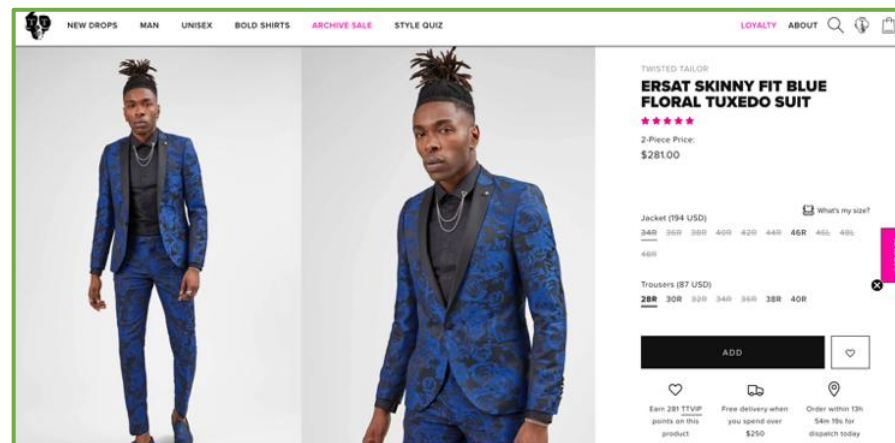 NEW DROPS MAN UNISEX BOLD SHIRTS ARCHIVE SALE STYLE QUIZ LOYALTY ABOUT
TWISTED TAILOR
ERSAT SKINNY FIT BLUE
FLORAL TUXEDO SUIT
2-Piece Price:
$281.00
What's my size?
Jacket (194 USD)
34R 36R 38R 40R 42R 44R 46R 46L 48L
48R
Trousers (87 USD)
28R 30R 32R 34R 36R 38R 40R
ADD
Earn 281 TTVIP
points on this
product
Free delivery when
you spend over
$250
Order within 13h
54m 19s for
dispatch today